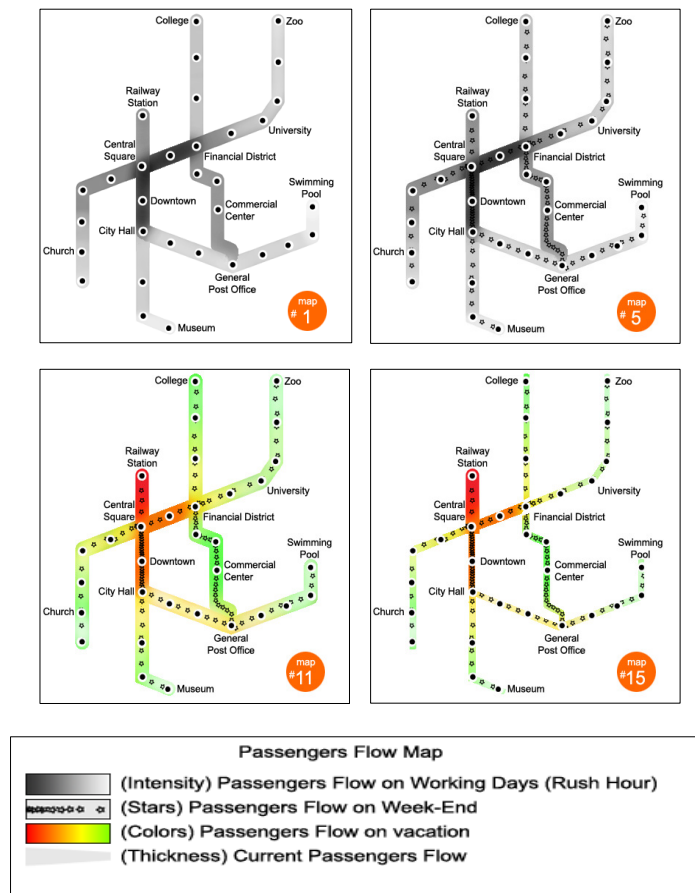 College
Zoo
Railway
Station
University
Central
Square
Financial District
Swimming
Pool
Downtown
Commercial
Center
City Hall
Church
General
Post Office
Museum
map
# 1
College
Zoo
Railway
Station
University
Central
Square
Financial District
Swimming
Pool
Downtown
Commercial
Center
City Hall
Church
General
Post Office
Museum
map
# 5
College
Zoo
Railway
Station
University
Central
Square
Financial District
Swimming
Pool
Downtown
Commercial
Center
City Hall
Church
General
Post Office
Museum
map
#11
College
Zoo
Railway
Station
University
Central
Square
Financial District
Swimming
Pool
Downtown
Commercial
Center
City Hall
Church
General
Post Office
Museum
map
#15
Passengers Flow Map
(Intensity) Passengers Flow on Working Days (Rush Hour)
(Stars) Passengers Flow on Week-End
(Colors) Passengers Flow on vacation
(Thickness) Current Passengers Flow